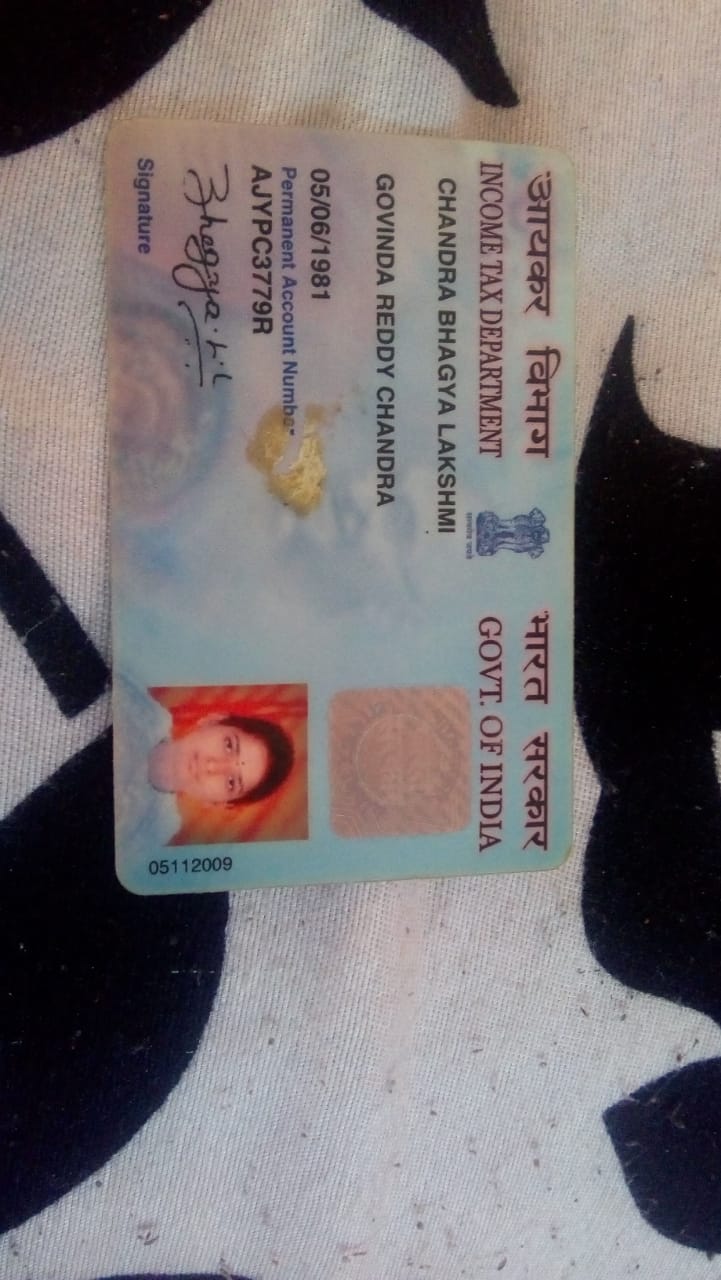 आयकर विभाग
INCOME TAX DEPARTMENT
भारत सरकार
GOVT. OF INDIA
सत्यमेव जयते
CHANDRA BHAGYA LAKSHMI
GOVINDA REDDY CHANDRA
05/06/1981
Permanent Account Number
AJYPC3779R
Bhagya.
Signature
05112009